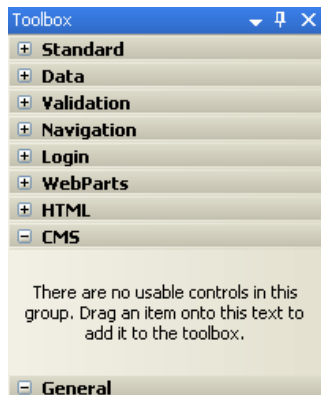 Toolbox
Standard
Data
Validation
Navigation
Login
WebParts
HTML
CMS
There are no usable controls in this
group. Drag an item onto this text to
add it to the toolbox.
General